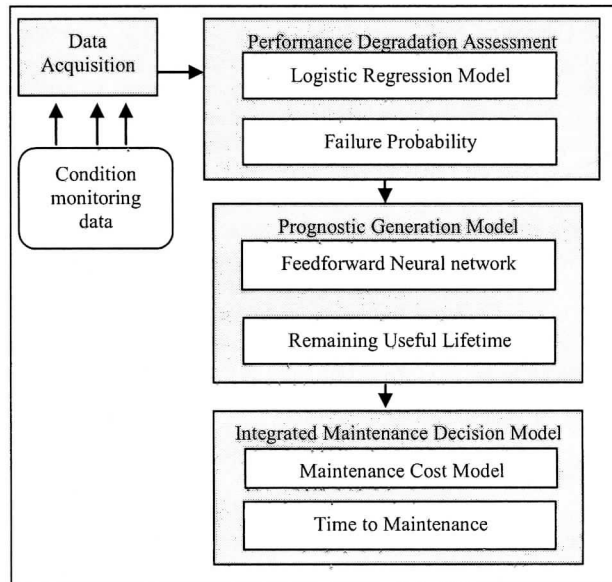 Data
Acquisition
Condition
monitoring
data
Performance Degradation Assessment
Logistic Regression Model
Failure Probability
Prognostic Generation Model
Feedforward Neural network
Remaining Useful Lifetime
Integrated Maintenance Decision Model
Maintenance Cost Model
Time to Maintenance